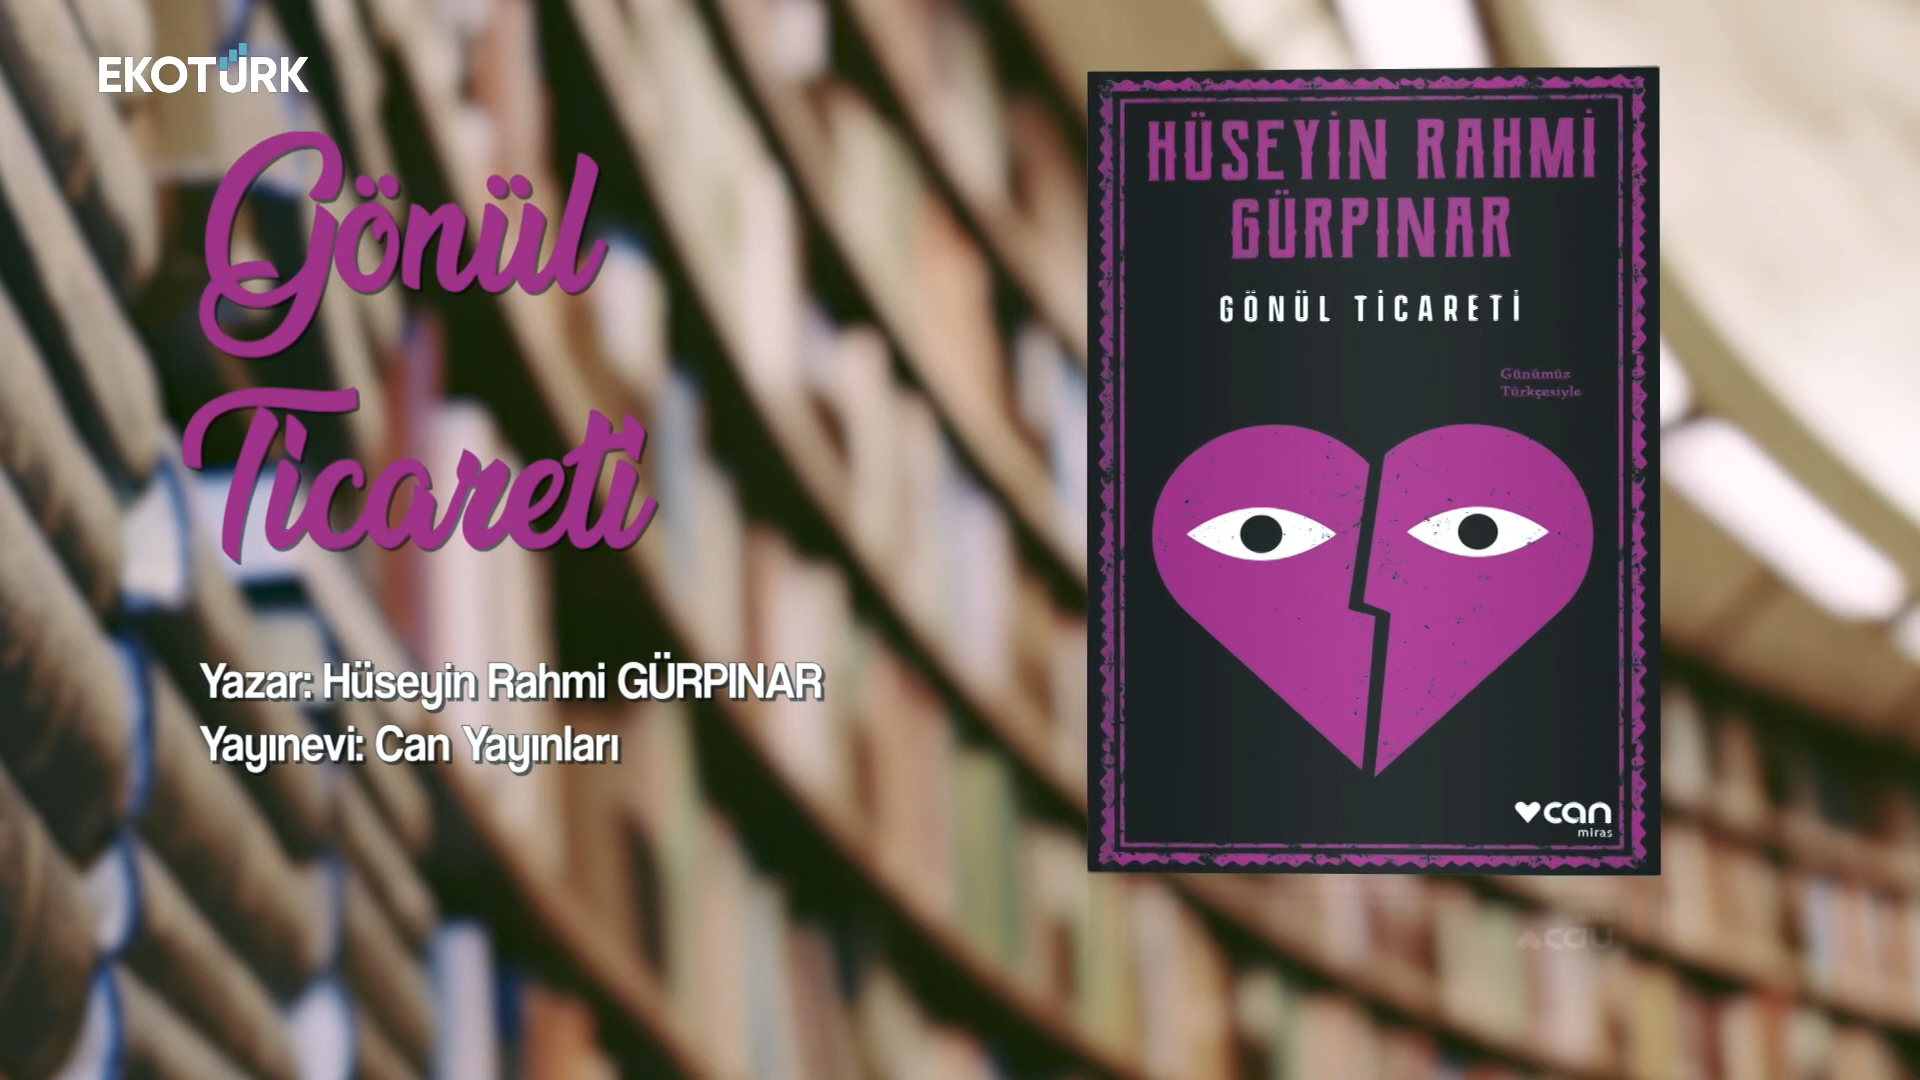 EKOTÜRK
Gönül
Ticareti
Yazar: Hüseyin Rahmi GÜRPINAR
Yayınevi: Can Yayınları
HÜSEYİN RAHMİ
GÜRPINAR
GÖNÜL TİCARETİ
Günümüz
Türkçesiyle
can
miras